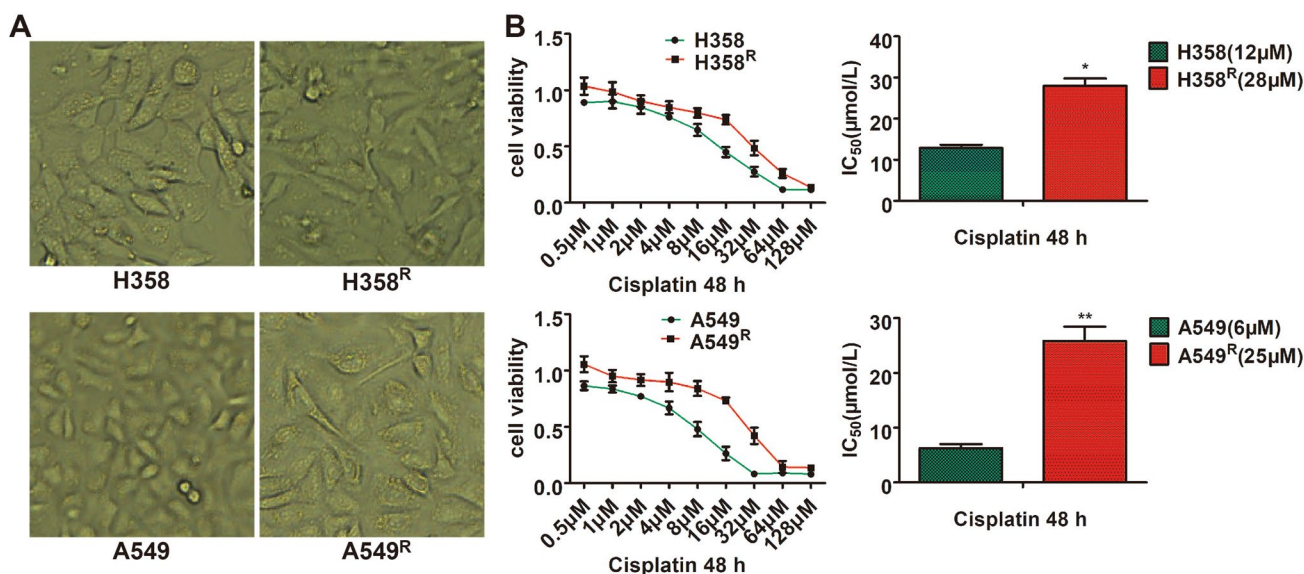 A
H358
H358R
A549
A549R
B
1.5
1.0
0.5
0.0
cell viability
H358
H358R
0.5μM
1μM
2μM
4μM
8μM
16μM
32μM
64μM
128μM
Cisplatin 48 h
40
30
20
10
0
IC50(μmol/L)
*
H358(12μM)
H358R(28μM)
Cisplatin 48 h
1.5
1.0
0.5
0.0
cell viability
A549
A549R
0.5μM
1μM
2μM
4μM
8μM
16μM
32μM
64μM
128μM
Cisplatin 48 h
30
20
10
0
IC50(μmol/L)
**
A549(6μM)
A549R(25μM)
Cisplatin 48 h